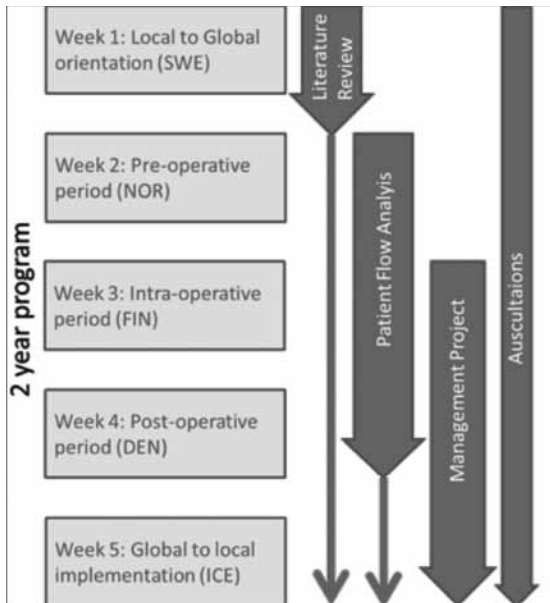 2 year program
Week 1: Local to Global
orientation (SWE)
Week 2: Pre-operative
period (NOR)
Week 3: Intra-operative
period (FIN)
Week 4: Post-operative
period (DEN)
Week 5: Global to local
implementation (ICE)
Literature
Review
Patient Flow Analyis
Management Project
Auscultaions